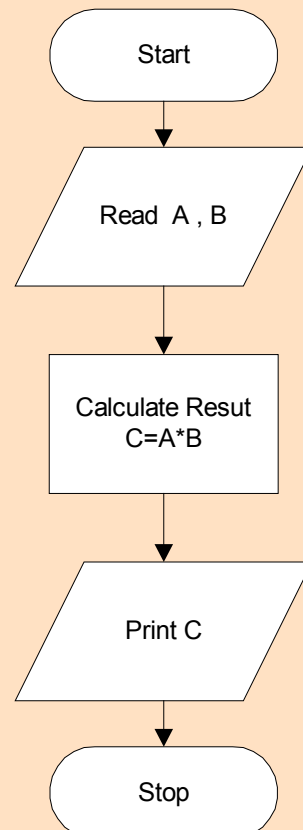 Start
Read A , B
Calculate Resut
C=A*B
Print C
Stop